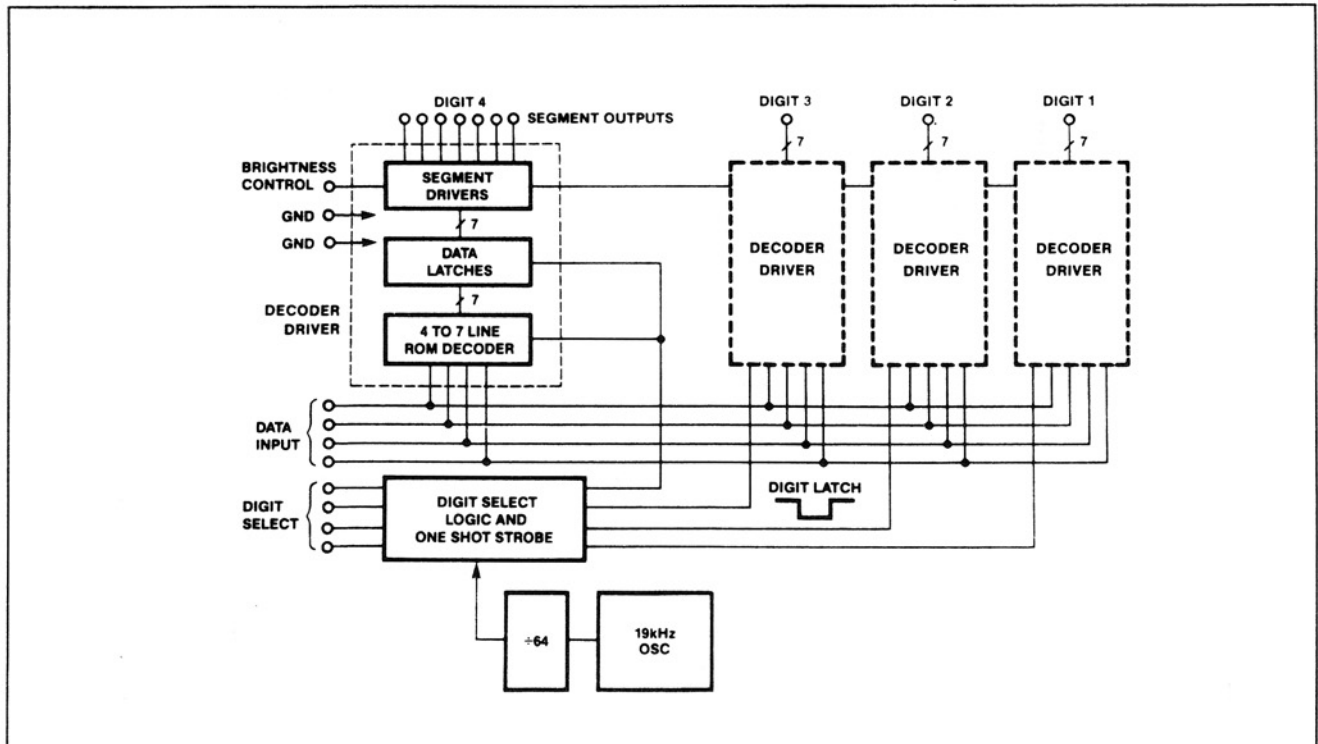 DIGIT 4
SEGMENT OUTPUTS
DIGIT 3
DIGIT 2
DIGIT 1
7
7
7
BRIGHTNESS
CONTROL
SEGMENT
DRIVERS
GND
GND
7
DATA
LATCHES
7
DECODER
DRIVER
4 TO 7 LINE
ROM DECODER
DECODER
DRIVER
DECODER
DRIVER
DECODER
DRIVER
DATA
INPUT
DIGIT
SELECT
DIGIT SELECT
LOGIC AND
ONE SHOT STROBE
DIGIT LATCH
÷64
19kHz
OSC